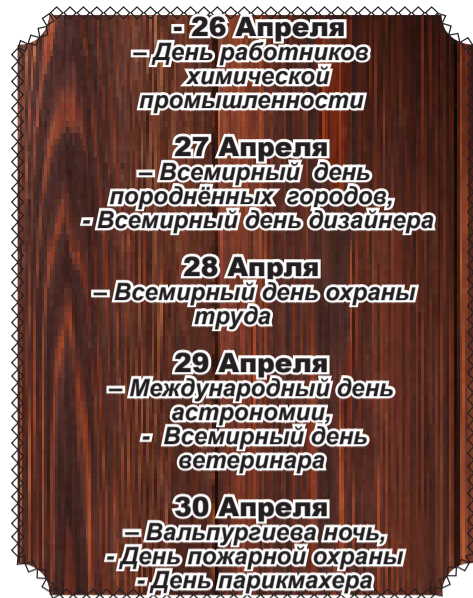 - 26 Апреля
– День работников
химической
промышленности
27 Апреля
– Всемирный день
породнённых городов,
- Всемирный день дизайнера
28 Апрля
– Всемирный день охраны
труда
29 Апреля
– Международный день
астрономии,
- Всемирный день
ветеринара
30 Апреля
– Вальпургиева ночь,
- День пожарной охраны
- День парикмахера